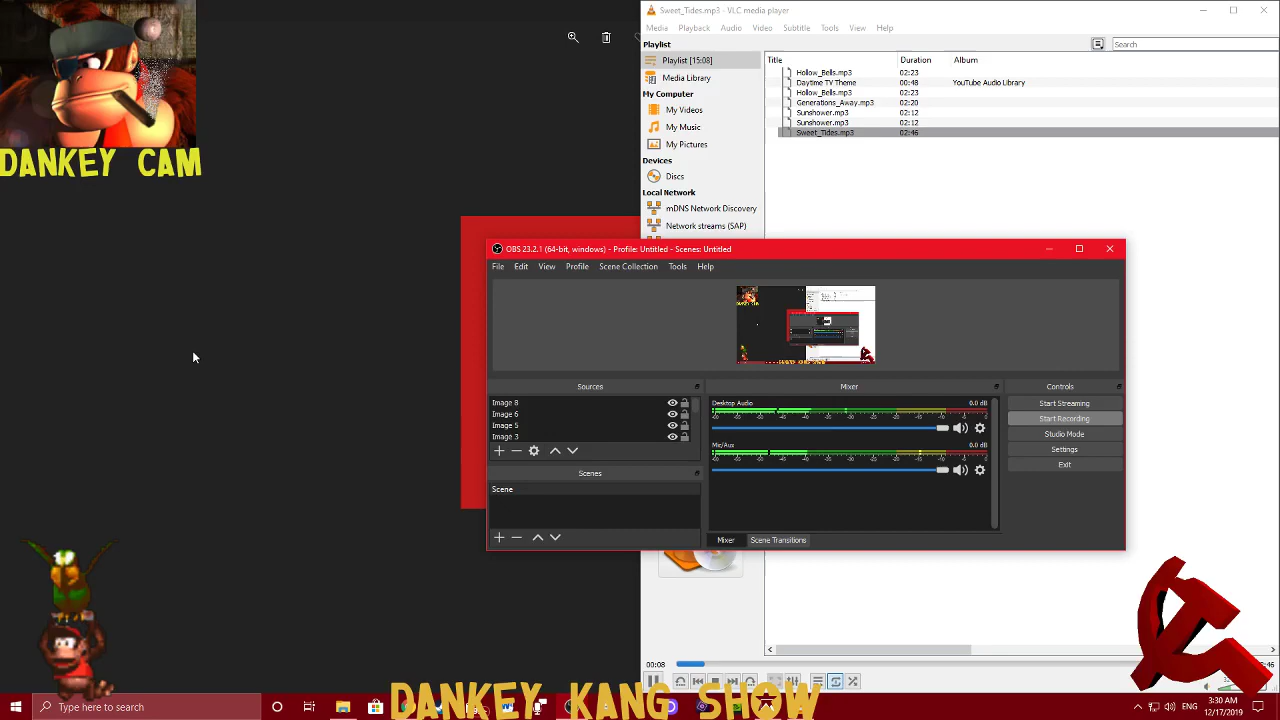 DANKEY CAM
Sweet_Tides.mp3 - VLC media player
Media Playback Audio Video Subtitle Tools View Help
Playlist
Search
Playlist [15:08]
Media Library
My Computer
My Videos
My Music
My Pictures
Devices
Discs
Local Network
mDNS Network Discovery
Network streams (SAP)
Title Duration Album
Hollow_Bells.mp3 02:23
Daytime TV Theme 00:48 YouTube Audio Library
Hollow_Bells.mp3 02:23
Generations_Away.mp3 02:20
Sunshower.mp3 02:12
Sunshower.mp3 02:12
Sweet_Tides.mp3 02:46
OBS 23.2.1 (64-bit, windows) - Profile: Untitled - Scenes: Untitled
File Edit View Profile Scene Collection Tools Help
Sources
Image 8
Image 6
Image 5
Image 3
Scenes
Scene
Mixer
Desktop Audio 0.0 dB
Mic/Aux 0.0 dB
Mixer Scene Transitions
Controls
Start Streaming
Start Recording
Studio Mode
Settings
Exit
00:08
Type here to search
DANKEY KANG SHOW
ENG
3:30 AM
12/17/2019